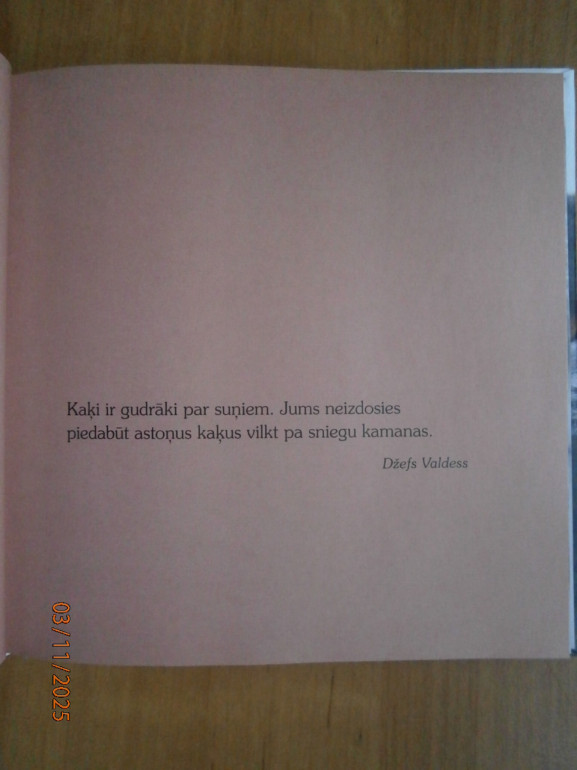 Kaķi ir gudrāki par suņiem. Jums neizdosies
piedabūt astoņus kaķus vilkt pa sniegu kamanas.
Džefs Valdess
03/11/2025